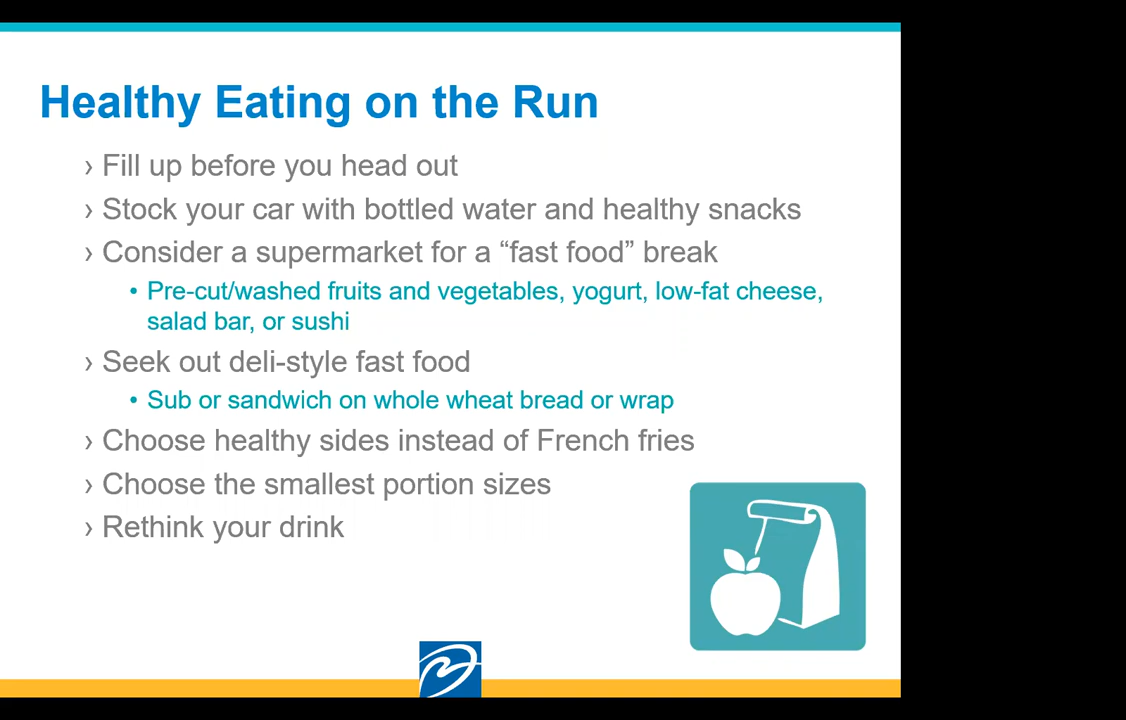 Healthy Eating on the Run
› Fill up before you head out
› Stock your car with bottled water and healthy snacks
› Consider a supermarket for a “fast food” break
• Pre-cut/washed fruits and vegetables, yogurt, low-fat cheese,
salad bar, or sushi
› Seek out deli-style fast food
• Sub or sandwich on whole wheat bread or wrap
› Choose healthy sides instead of French fries
› Choose the smallest portion sizes
› Rethink your drink